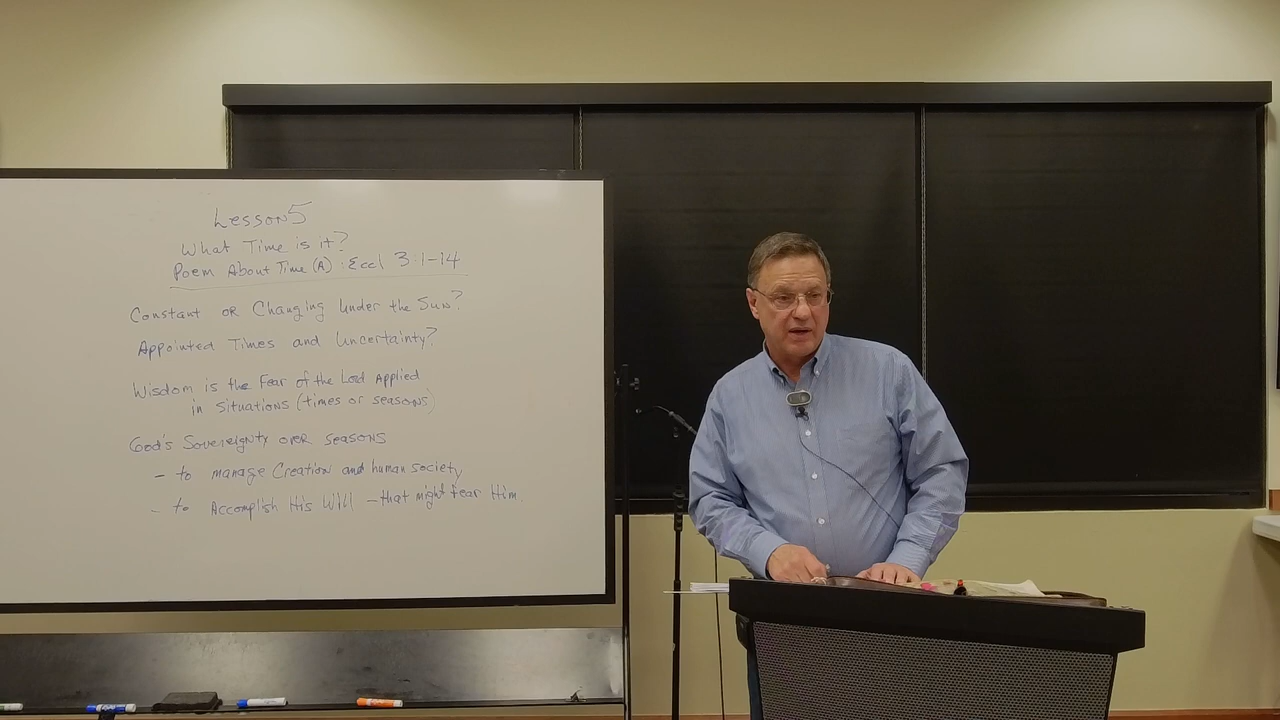 Lesson 5
What Time is it?
Poem About Time (A) : Eccl 3:1-14
Constant or Changing Under the Sun?
Appointed Times and Uncertainty?
Wisdom is the Fear of the Lord Applied
in Situations (times or seasons)
God's Sovereignty over seasons
- to manage Creation and human society
- to Accomplish His Will - that might fear Him.